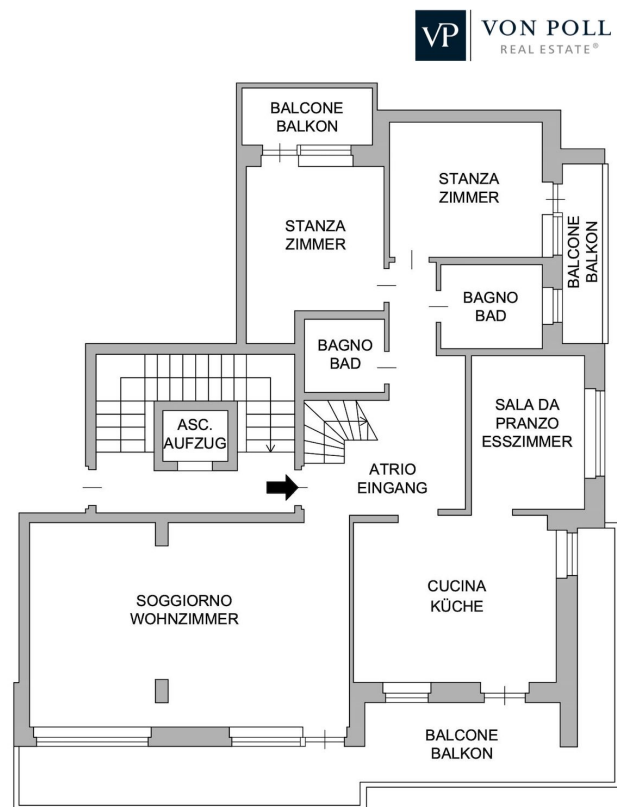 VP VON POLL
REAL ESTATE®
BALCONE
BALKON
STANZA
ZIMMER
STANZA
ZIMMER
BALCONE
BALKON
BAGNO
BAD
BAGNO
BAD
ASC.
AUFZUG
SALA DA
PRANZO
ESSZIMMER
ATRIO
EINGANG
SOGGIORNO
WOHNZIMMER
CUCINA
KÜCHE
BALCONE
BALKON